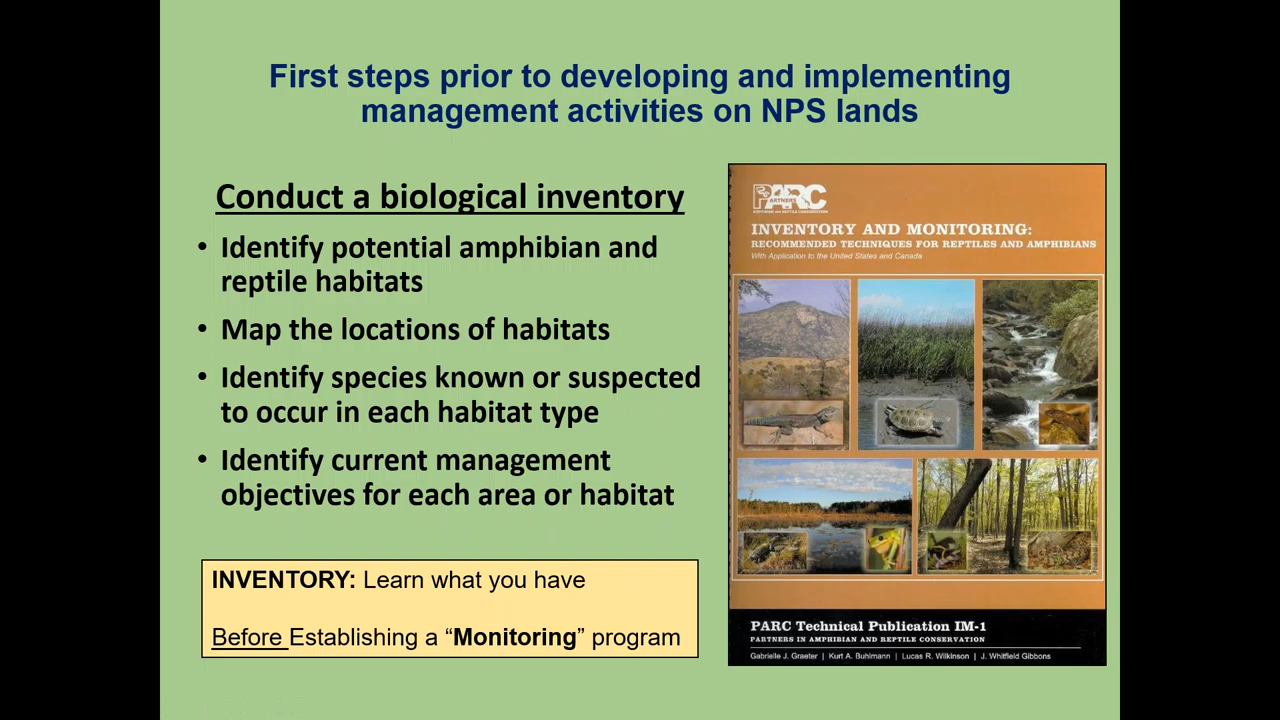 First steps prior to developing and implementing
management activities on NPS lands
Conduct a biological inventory
• Identify potential amphibian and
reptile habitats
• Map the locations of habitats
• Identify species known or suspected
to occur in each habitat type
• Identify current management
objectives for each area or habitat
INVENTORY: Learn what you have
Before Establishing a “Monitoring” program
PARC
PARTNERS
INVENTORY AND MONITORING:
RECOMMENDED TECHNIQUES FOR REPTILES AND AMPHIBIANS
With Application to the United States and Canada
PARC Technical Publication IM-1
PARTNERS IN AMPHIBIAN AND REPTILE CONSERVATION
Gabrielle J. Graeter | Kurt A. Buhlmann | Lucas R. Wilkinson | J. Whitfield Gibbons